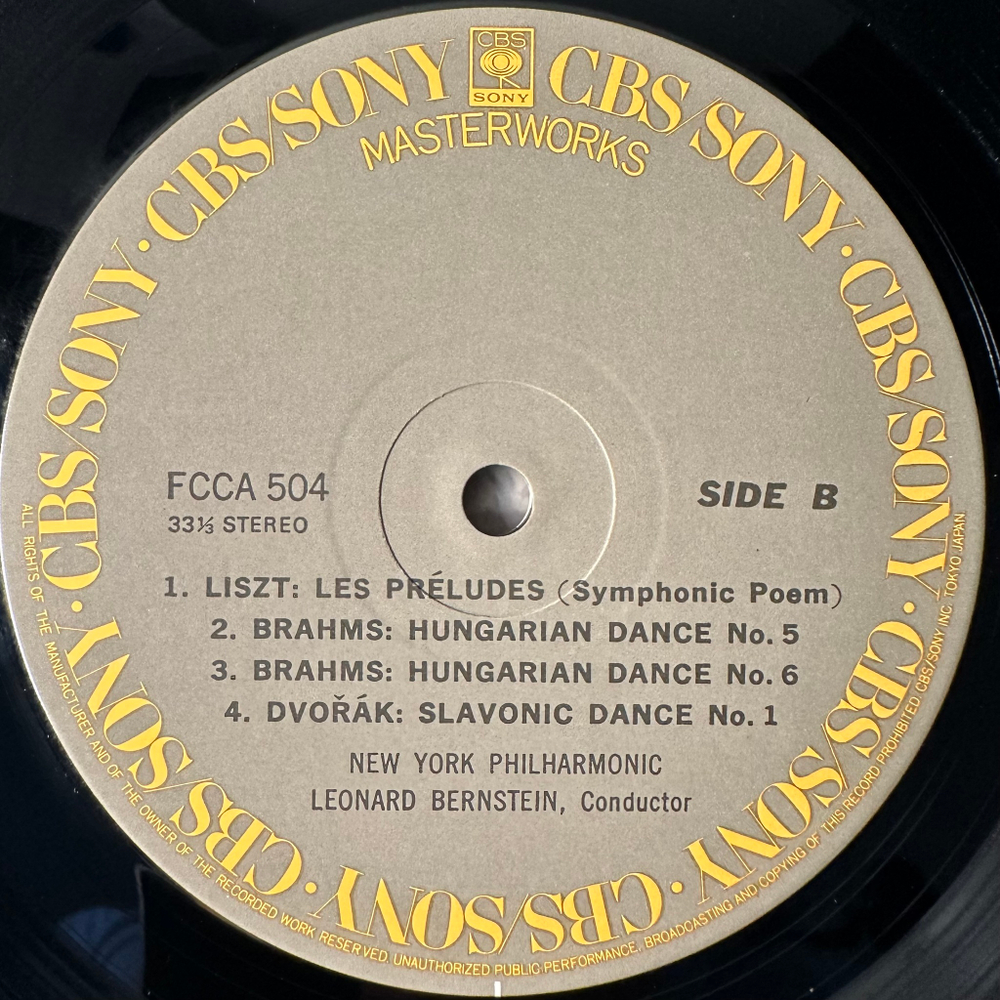 CBS
SONY
CBS/SONY CBS/SONY · CBS/SONY · CBS/SONY · CBS/SONY · CBS/SONY · CBS/SONY ·
MASTERWORKS
FCCA 504
33⅓ STEREO
SIDE B
1. LISZT: LES PRÉLUDES (Symphonic Poem)
2. BRAHMS: HUNGARIAN DANCE No. 5
3. BRAHMS: HUNGARIAN DANCE No. 6
4. DVOŘÁK: SLAVONIC DANCE No. 1
NEW YORK PHILHARMONIC
LEONARD BERNSTEIN, Conductor
ALL RIGHTS OF THE MANUFACTURER AND OF THE OWNER OF THE RECORDED WORK RESERVED. UNAUTHORIZED PUBLIC PERFORMANCE, BROADCASTING AND COPYING OF THIS RECORD PROHIBITED. CBS/SONY INC. TOKYO JAPAN